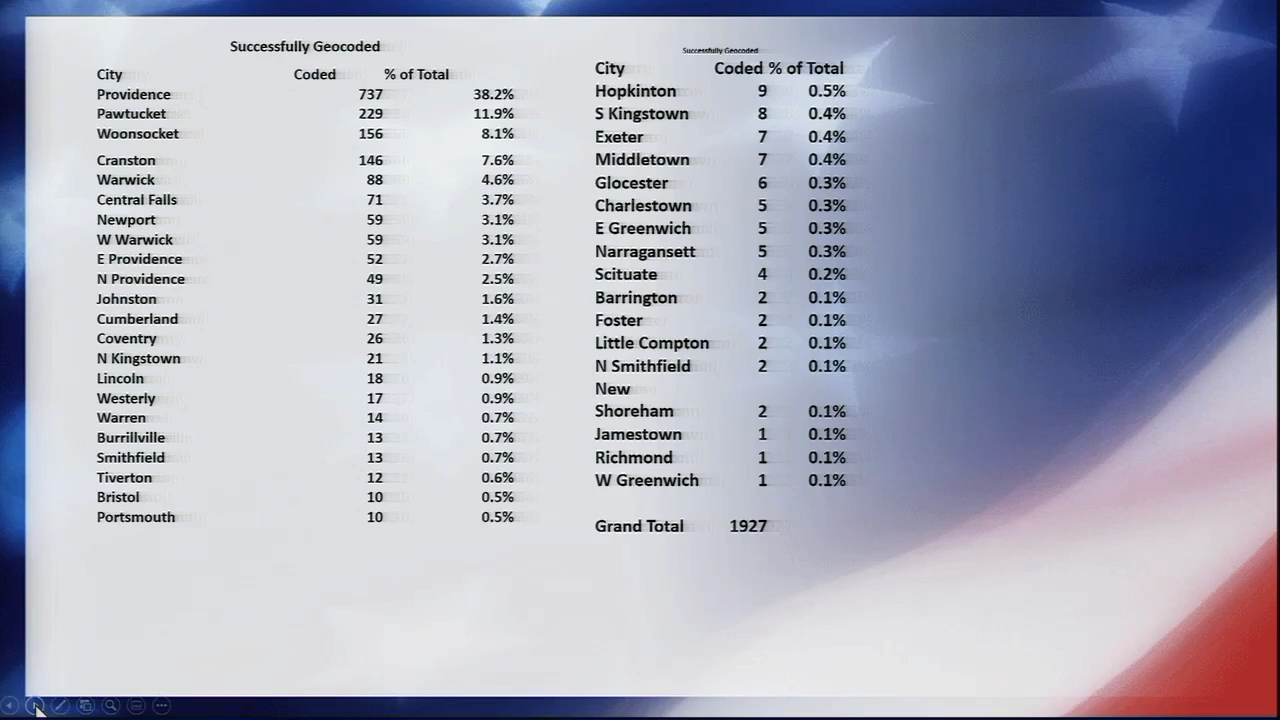 Successfully Geocoded
City Coded % of Total
Providence 737 38.2%
Pawtucket 229 11.9%
Woonsocket 156 8.1%
Cranston 146 7.6%
Warwick 88 4.6%
Central Falls 71 3.7%
Newport 59 3.1%
W Warwick 59 3.1%
E Providence 52 2.7%
N Providence 49 2.5%
Johnston 31 1.6%
Cumberland 27 1.4%
Coventry 26 1.3%
N Kingstown 21 1.1%
Lincoln 18 0.9%
Westerly 17 0.9%
Warren 14 0.7%
Burrillville 13 0.7%
Smithfield 13 0.7%
Tiverton 12 0.6%
Bristol 10 0.5%
Portsmouth 10 0.5%
Successfully Geocoded
City Coded % of Total
Hopkinton 9 0.5%
S Kingstown 8 0.4%
Exeter 7 0.4%
Middletown 7 0.4%
Glocester 6 0.3%
Charlestown 5 0.3%
E Greenwich 5 0.3%
Narragansett 5 0.3%
Scituate 4 0.2%
Barrington 2 0.1%
Foster 2 0.1%
Little Compton 2 0.1%
N Smithfield 2 0.1%
New
Shoreham 2 0.1%
Jamestown 1 0.1%
Richmond 1 0.1%
W Greenwich 1 0.1%
Grand Total 1927